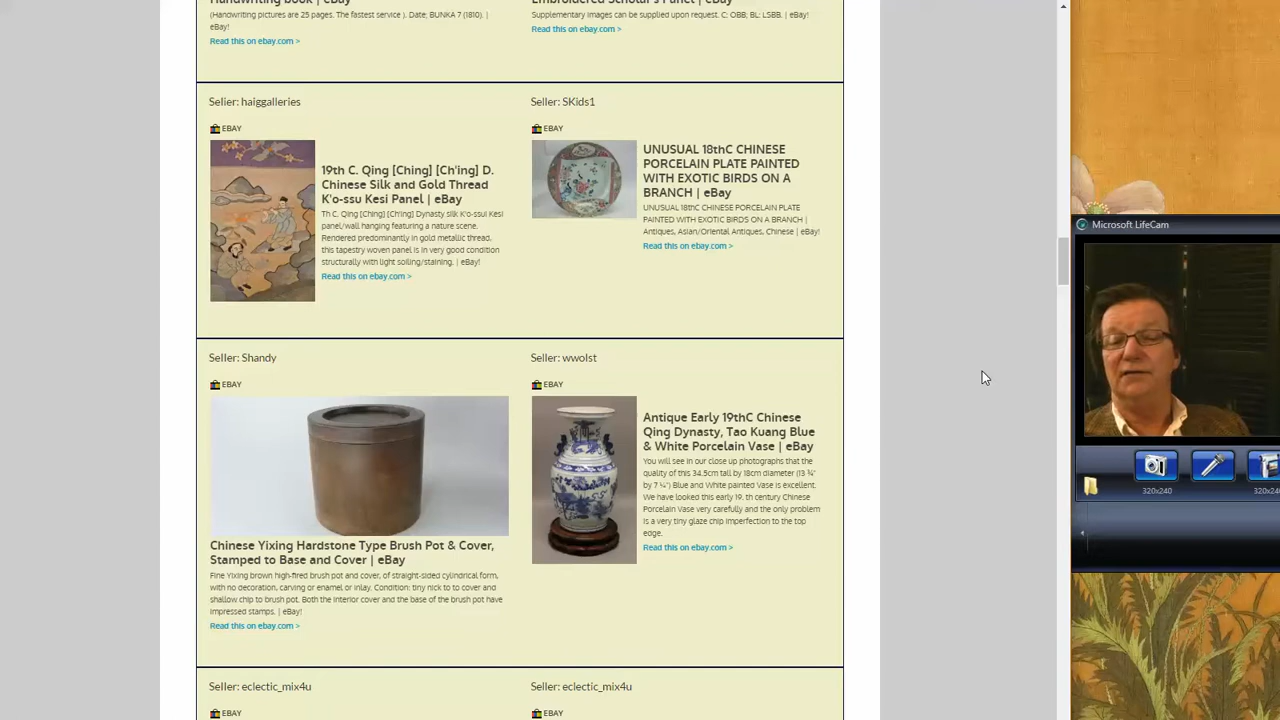 Handwriting book | eBay
(Handwriting pictures are 25 pages. The fastest service ). Date; BUNKA 7 (1810). |
eBay!
Read this on ebay.com >
Embroidered Scholar's Panel | eBay
Supplementary images can be supplied upon request. C: OBB; BL: LSBB. | eBay!
Read this on ebay.com >
Seller: haiggalleries
EBAY
19th C. Qing [Ching] [Ch'ing] D.
Chinese Silk and Gold Thread
K'o-ssu Kesi Panel | eBay
Th C. Qing [Ching] [Ch'ing] Dynasty silk K'o-ssuI Kesi
panel/wall hanging featuring a nature scene.
Rendered predominantly in gold metallic thread,
this tapestry woven panel is in very good condition
structurally with light soiling/staining. | eBay!
Read this on ebay.com >
Seller: SKids1
EBAY
UNUSUAL 18thC CHINESE
PORCELAIN PLATE PAINTED
WITH EXOTIC BIRDS ON A
BRANCH | eBay
UNUSUAL 18thC CHINESE PORCELAIN PLATE
PAINTED WITH EXOTIC BIRDS ON A BRANCH |
Antiques, Asian/Oriental Antiques, Chinese | eBay!
Read this on ebay.com >
Seller: Shandy
EBAY
Chinese Yixing Hardstone Type Brush Pot & Cover,
Stamped to Base and Cover | eBay
Fine Yixing brown high-fired brush pot and cover, of straight-sided cylindrical form,
with no decoration, carving or enamel or inlay. Condition: tiny nick to to cover and
shallow chip to brush pot. Both the interior cover and the base of the brush pot have
impressed stamps. | eBay!
Read this on ebay.com >
Seller: wwolst
EBAY
Antique Early 19thC Chinese
Qing Dynasty, Tao Kuang Blue
& White Porcelain Vase | eBay
You will see in our close up photographs that the
quality of this 34.5cm tall by 18cm diameter (13 ¾"
by 7 ¼") Blue and White painted Vase is excellent.
We have looked this early 19. th century Chinese
Porcelain Vase very carefully and the only problem
is a very tiny glaze chip imperfection to the top
edge.
Read this on ebay.com >
Seller: eclectic_mix4u
EBAY
Seller: eclectic_mix4u
EBAY
Microsoft LifeCam
320x240
320x24